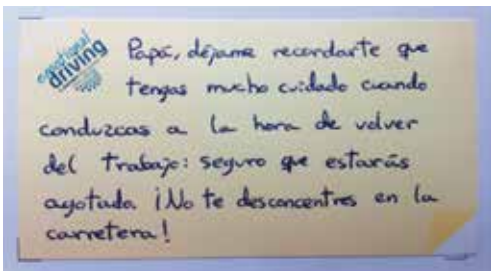 emotional
driving
Papá, déjame recordarte que
tengas mucho cuidado cuando
conduzcas a la hora de volver
del trabajo: seguro que estarás
agotado. ¡No te desconcentres en la
carretera!